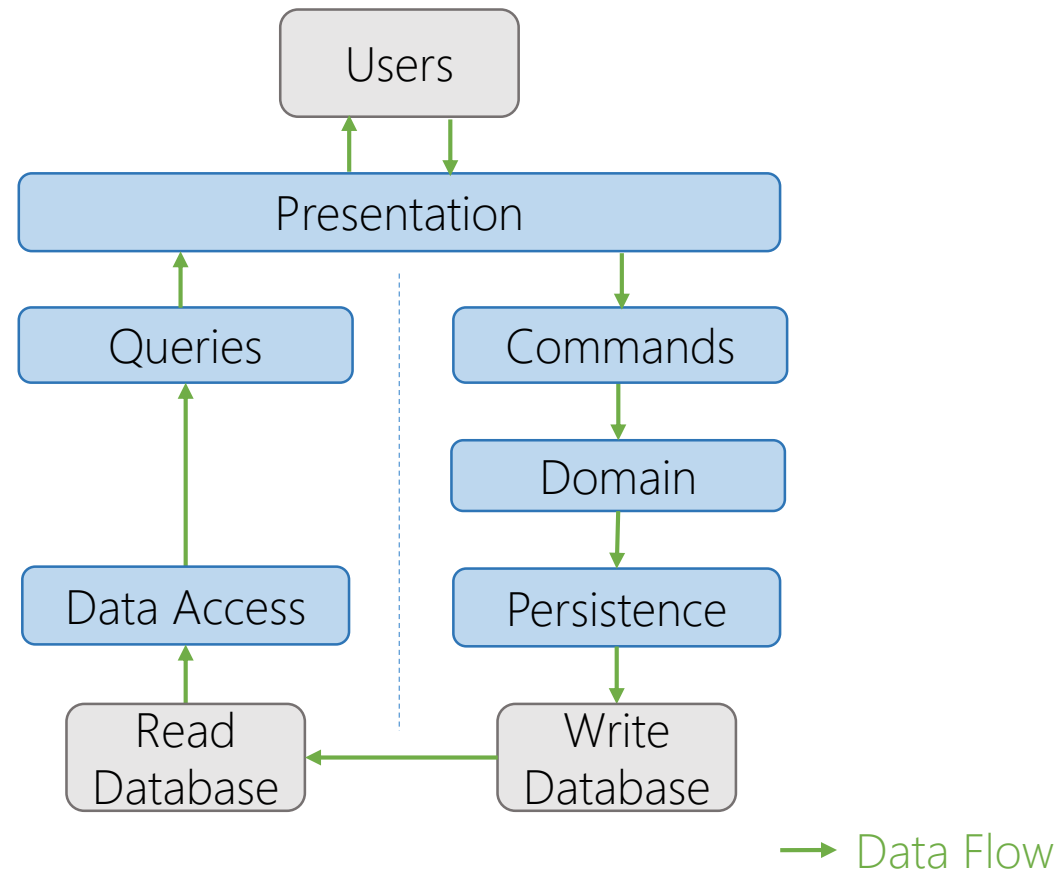 Users
Presentation
Queries
Commands
Domain
Data Access
Persistence
Read
Database
Write
Database
Data Flow